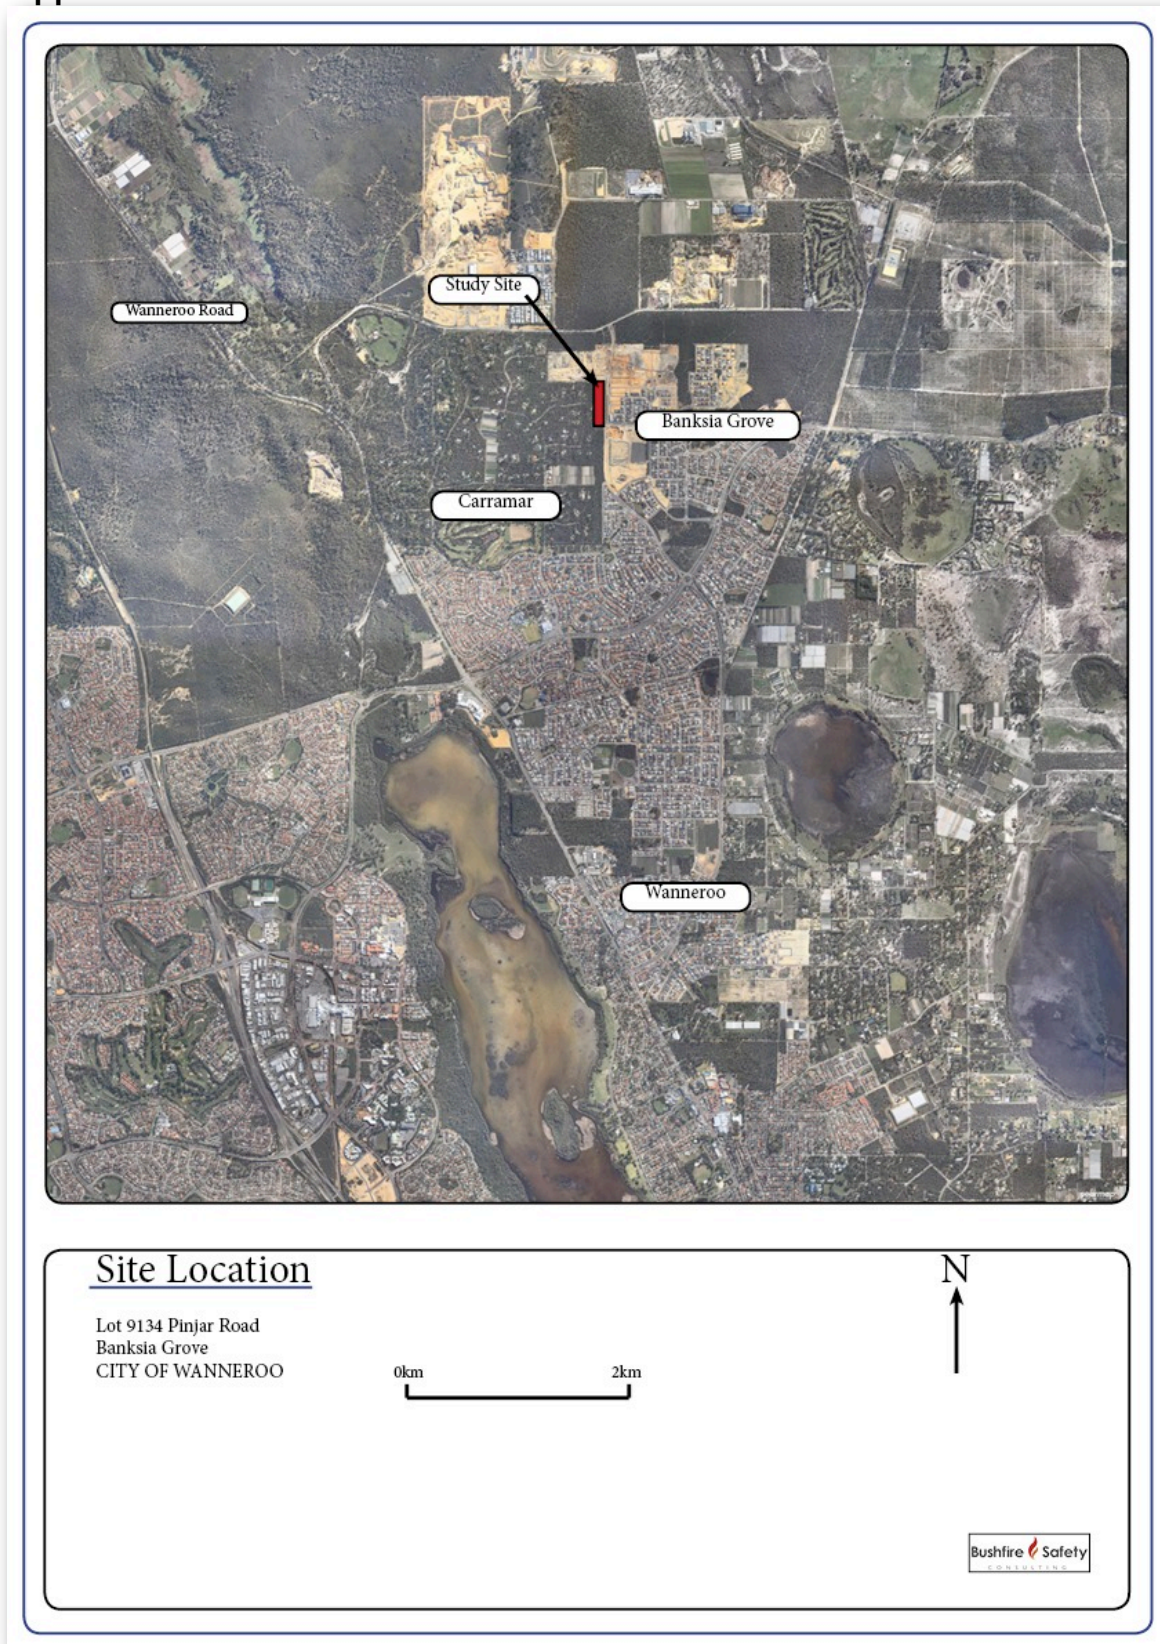 Study Site
Wanneroo Road
Banksia Grove
Carramar
Wanneroo
Site Location
N
Lot 9134 Pinjar Road
Banksia Grove
CITY OF WANNEROO
0km 2km
Bushfire Safety
CONSULTING